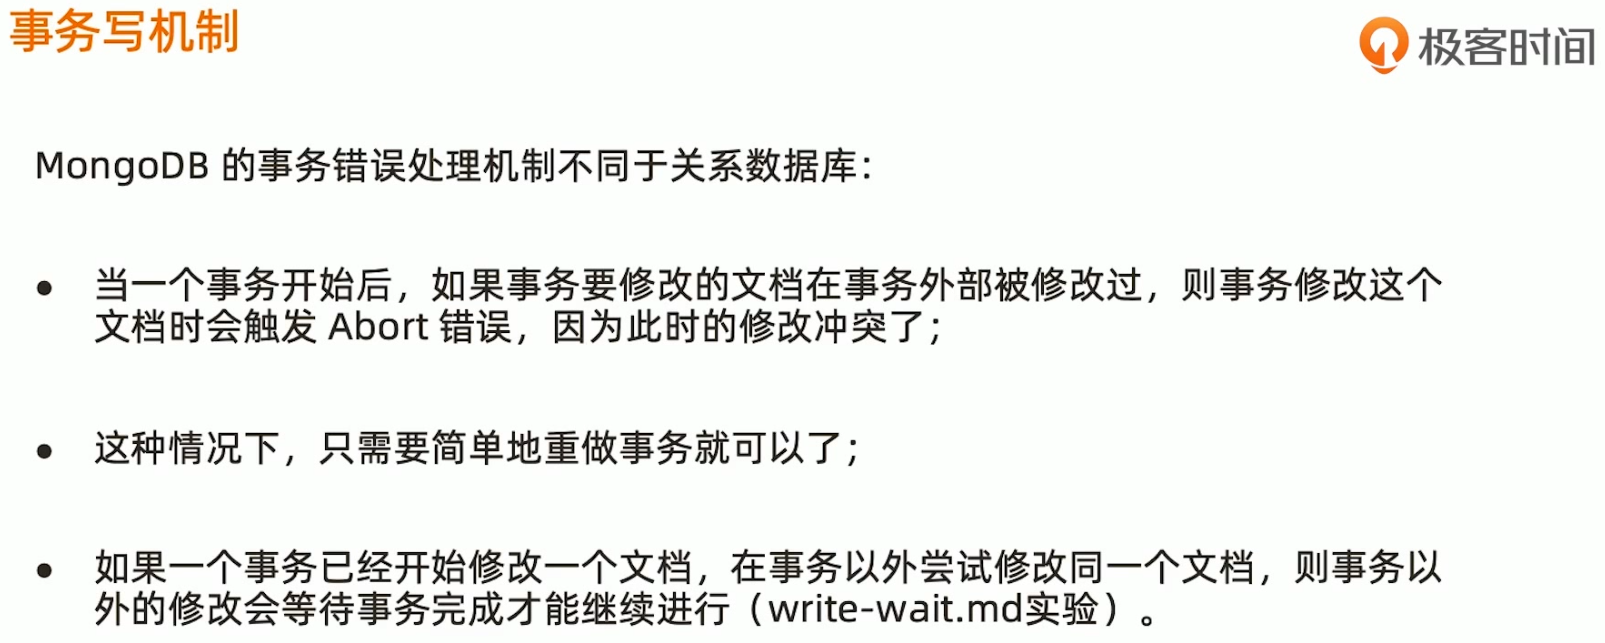 事务写机制
极客时间
MongoDB 的事务错误处理机制不同于关系数据库：
● 当一个事务开始后，如果事务要修改的文档在事务外部被修改过，则事务修改这个
文档时会触发 Abort 错误，因为此时的修改冲突了；
● 这种情况下，只需要简单地重做事务就可以了；
● 如果一个事务已经开始修改一个文档，在事务以外尝试修改同一个文档，则事务以
外的修改会等待事务完成才能继续进行（write-wait.md实验）。